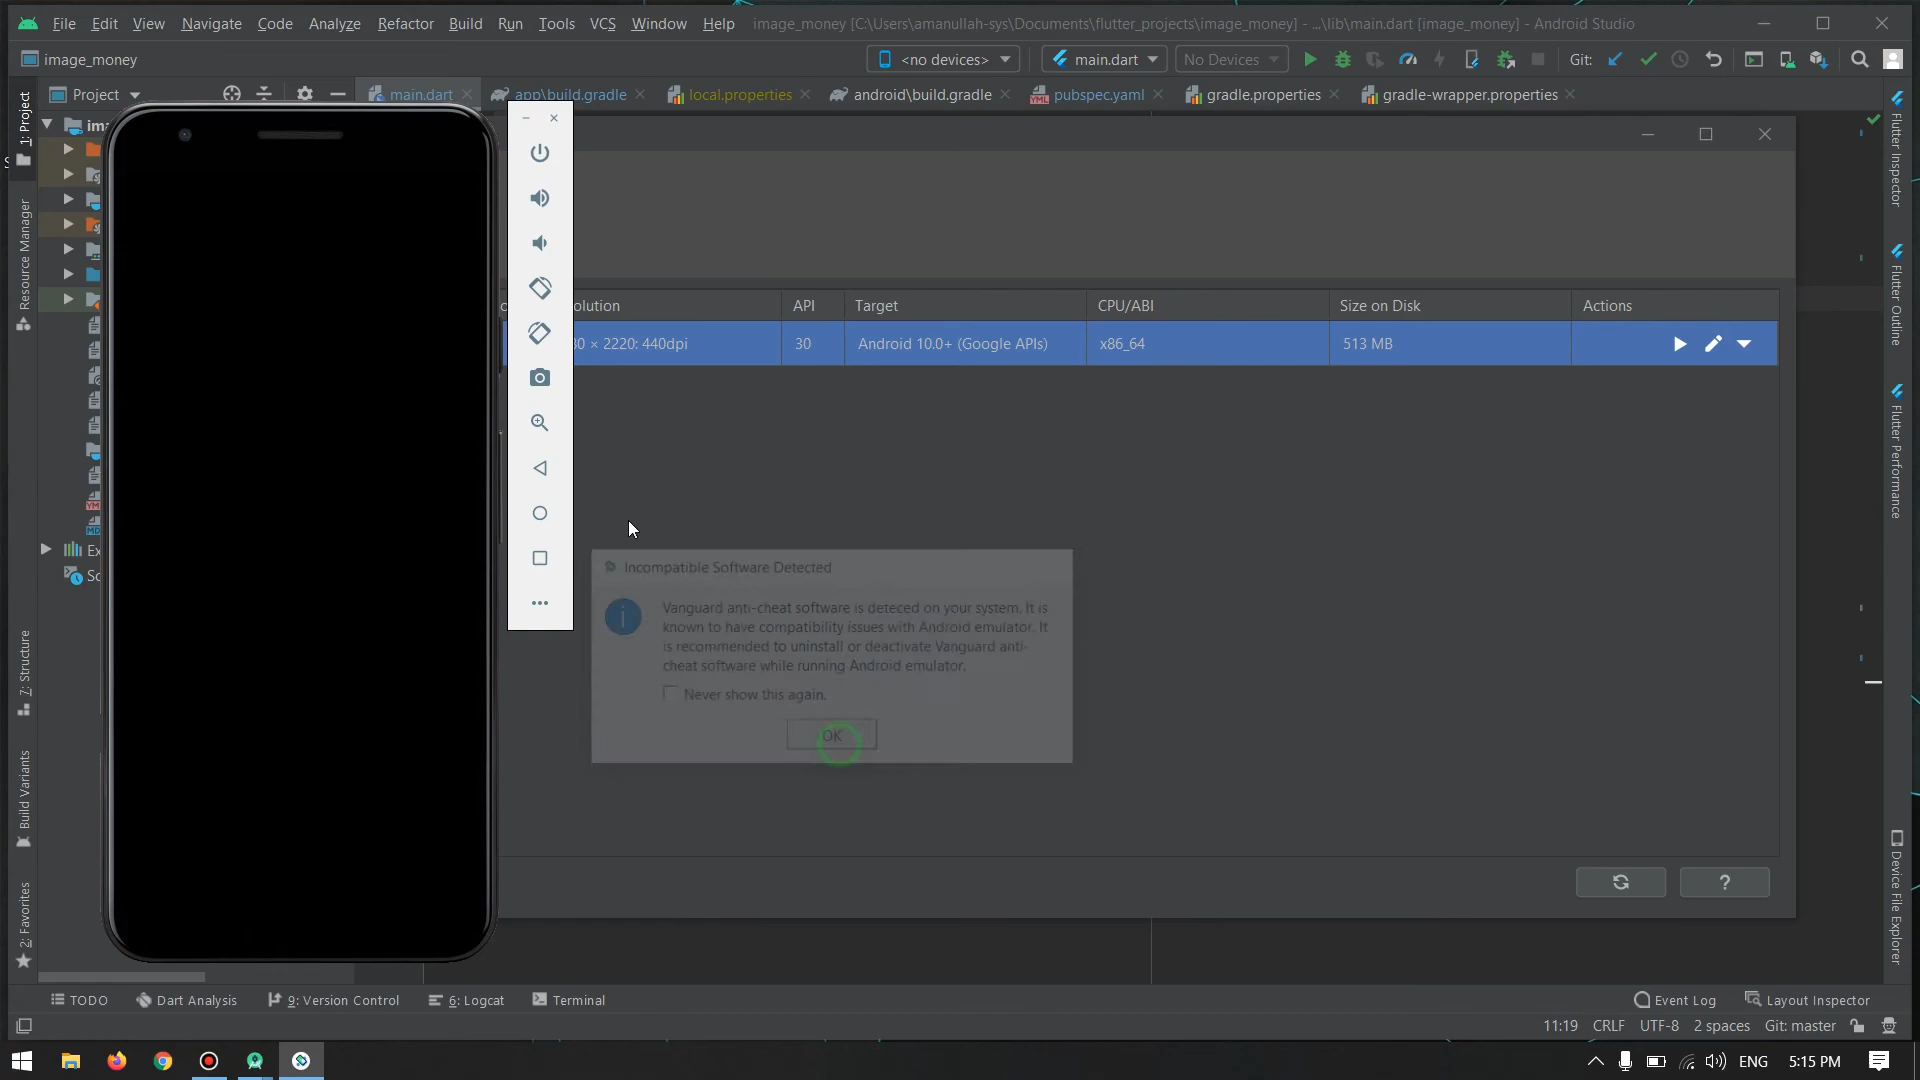 File Edit View Navigate Code Analyze Refactor Build Run Tools VCS Window Help image_money [C:\Users\amanullah-sys\Documents\flutter_projects\image_money] - ...\lib\main.dart [image_money] - Android Studio
image_money <no devices> main.dart No Devices Git:
Project main.dart app\build.gradle local.properties android\build.gradle pubspec.yaml gradle.properties gradle-wrapper.properties
1: Project
Resource Manager
7: Structure
Build Variants
2: Favorites
ima
Ex
Sc
olution API Target CPU/ABI Size on Disk Actions
30 × 2220: 440dpi 30 Android 10.0+ (Google APIs) x86_64 513 MB
Incompatible Software Detected
Vanguard anti-cheat software is deteced on your system. It is
known to have compatibility issues with Android emulator. It
is recommended to uninstall or deactivate Vanguard anti-
cheat software while running Android emulator.
Never show this again.
OK
?
Flutter Inspector
Flutter Outline
Flutter Performance
Device File Explorer
TODO Dart Analysis 9: Version Control 6: Logcat Terminal Event Log Layout Inspector
11:19 CRLF UTF-8 2 spaces Git: master
ENG 5:15 PM